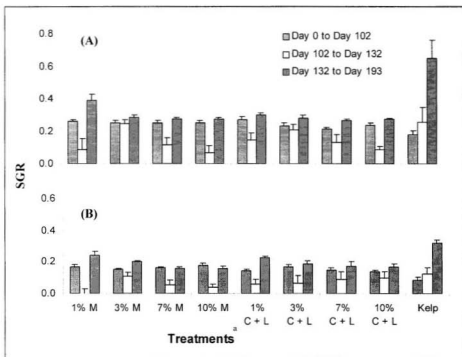 0.8
(A)
Day 0 to Day 102
Day 102 to Day 132
Day 132 to Day 193
0.6
0.4
0.2
0.0
SGR
0.6
(B)
0.4
0.2
0.0
1% M 3% M 7% M 10% M 1% 3% 7% 10% Kelp
C + L C + L C + L C + L
Treatments a